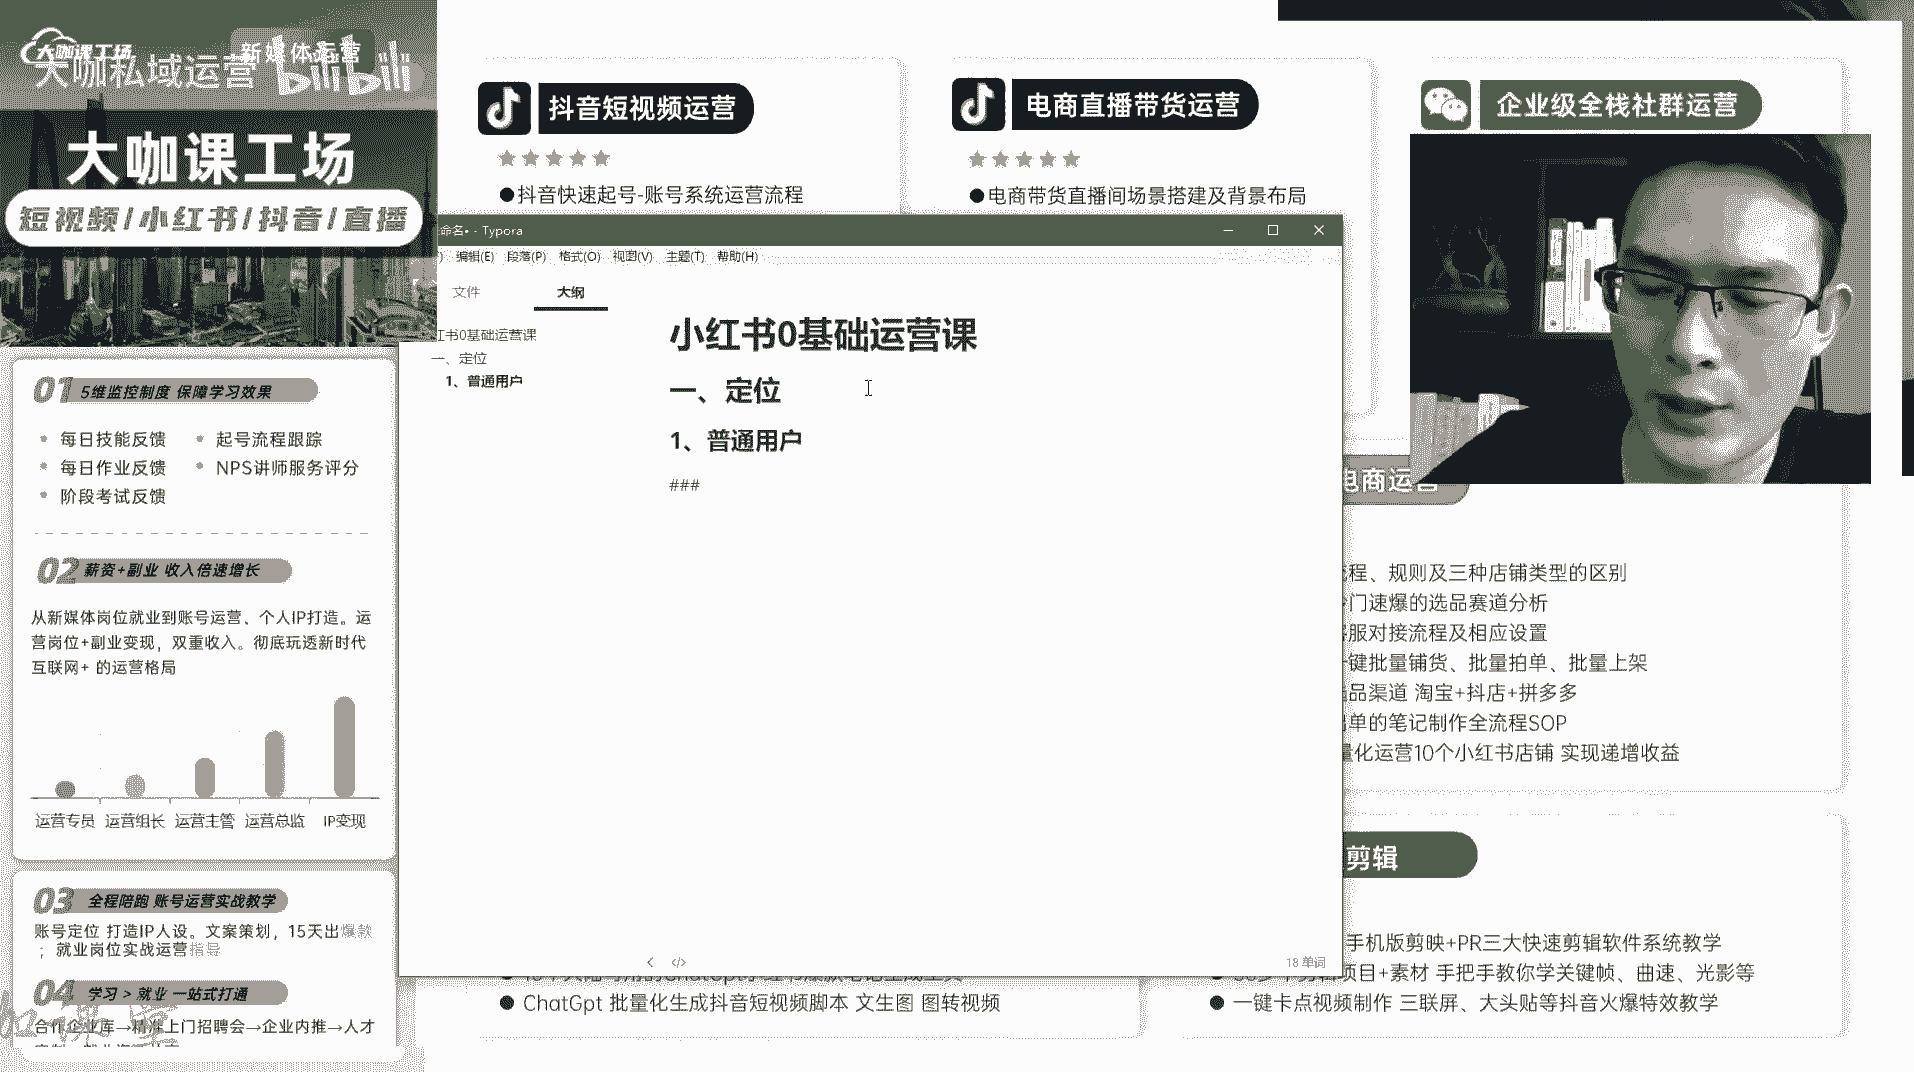 大咖课工场
新媒体运营
大咖私域运营
bilibili
大咖课工场
短视频/小红书/抖音/直播
01 5维监控制度 保障学习效果
每日技能反馈
起号流程跟踪
每日作业反馈
NPS讲师服务评分
阶段考试反馈
02 薪资+副业 收入倍速增长
从新媒体岗位就业到账号运营、个人IP打造。运
营岗位+副业变现，双重收入。彻底玩透新时代
互联网+ 的运营格局
运营专员 运营组长 运营主管 运营总监 IP变现
03 全程陪跑 账号运营实战教学
账号定位 打造IP人设。文案策划，15天出爆款
；就业岗位实战运营指导
04 学习 > 就业 一站式打通
合作企业库→精准上门招聘会→企业内推→人才
抖音短视频运营
●抖音快速起号-账号系统运营流程
电商直播带货运营
●电商带货直播间场景搭建及背景布局
企业级全栈社群运营
命名• - Typora
编辑(E) 段落(P) 格式(O) 视图(V) 主题(T) 帮助(H)
文件 大纲
红书0基础运营课
一、定位
1、普通用户
小红书0基础运营课
一、定位
1、普通用户
###
</>
18 单词
电商运营
程、规则及三种店铺类型的区别
门速爆的选品赛道分析
服对接流程及相应设置
键批量铺货、批量拍单、批量上架
品渠道 淘宝+抖店+拼多多
单的笔记制作全流程SOP
量化运营10个小红书店铺 实现递增收益
剪辑
手机版剪映+PR三大快速剪辑软件系统教学
项目+素材 手把手教你学关键帧、曲速、光影等
● 一键卡点视频制作 三联屏、大头贴等抖音火爆特效教学
● ChatGpt 批量化生成抖音短视频脚本 文生图 图转视频